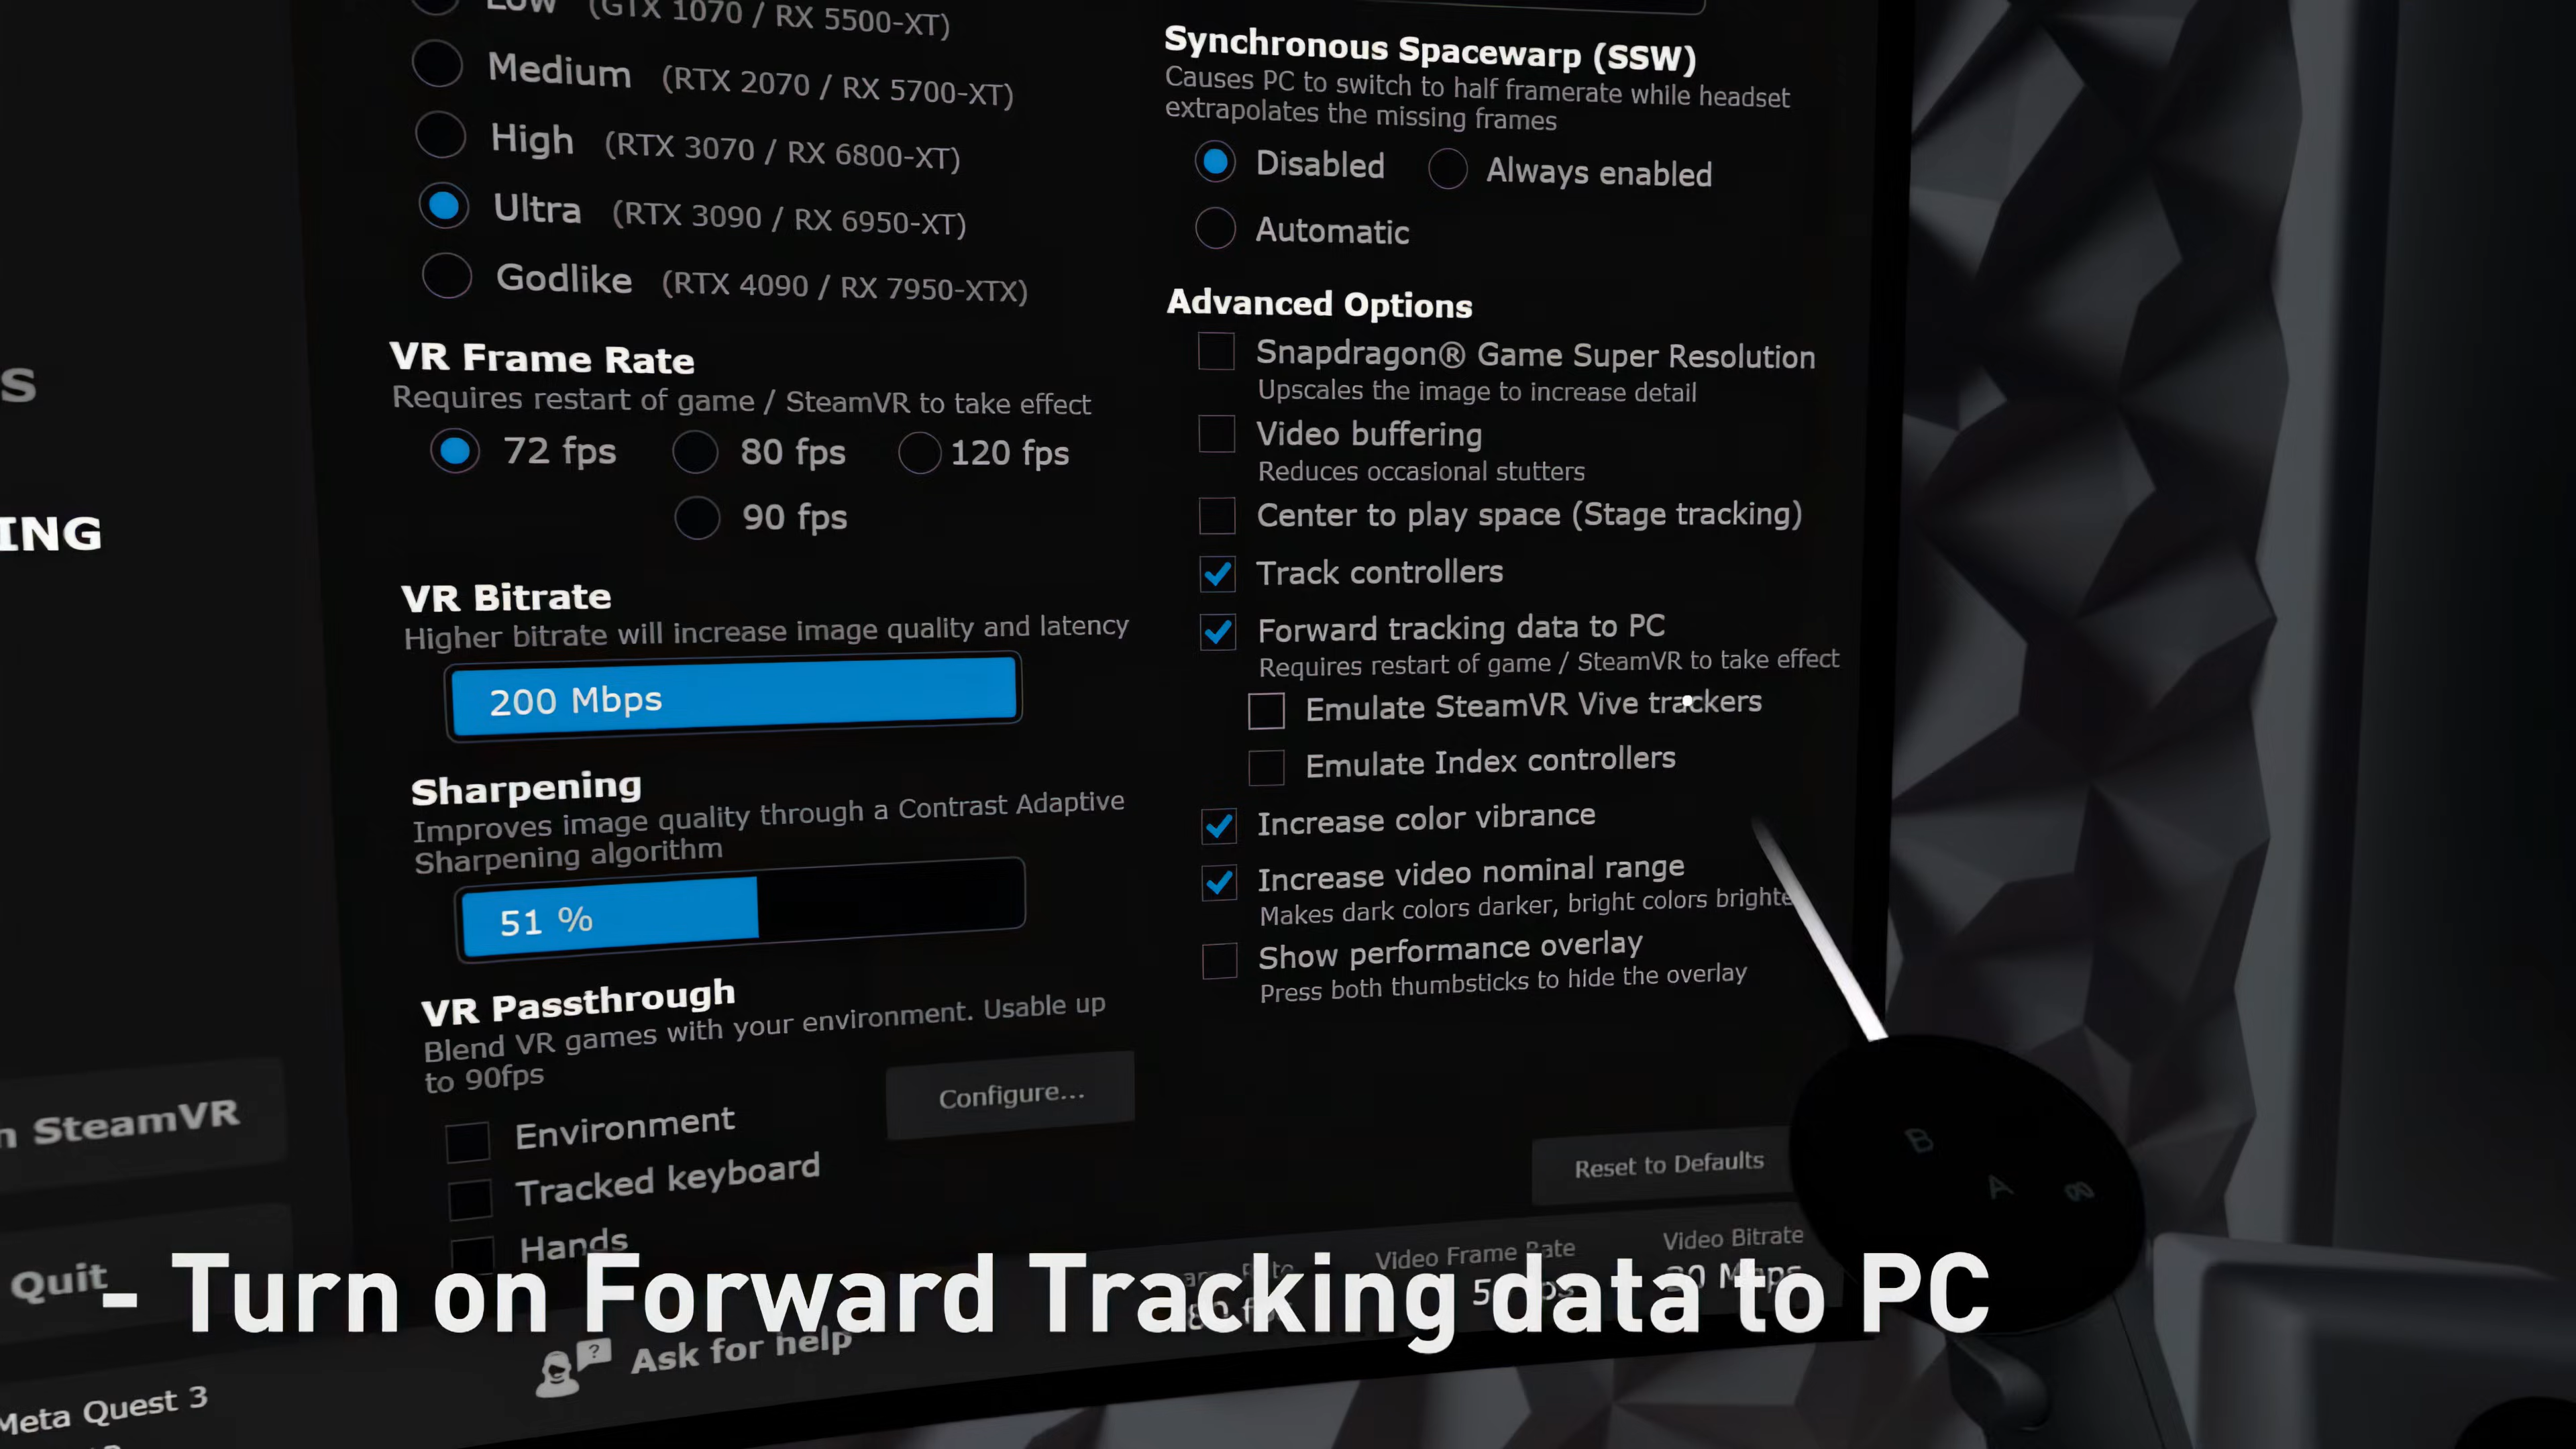 Low (GTX 1070 / RX 5500-XT)
Medium (RTX 2070 / RX 5700-XT)
High (RTX 3070 / RX 6800-XT)
Ultra (RTX 3090 / RX 6950-XT)
Godlike (RTX 4090 / RX 7950-XTX)
VR Frame Rate
Requires restart of game / SteamVR to take effect
72 fps 80 fps 120 fps
90 fps
VR Bitrate
Higher bitrate will increase image quality and latency
200 Mbps
Sharpening
Improves image quality through a Contrast Adaptive
Sharpening algorithm
51 %
VR Passthrough
Blend VR games with your environment. Usable up
to 90fps
Configure...
Environment
Tracked keyboard
Hands
Synchronous Spacewarp (SSW)
Causes PC to switch to half framerate while headset
extrapolates the missing frames
Disabled Always enabled
Automatic
Advanced Options
Snapdragon® Game Super Resolution
Upscales the image to increase detail
Video buffering
Reduces occasional stutters
Center to play space (Stage tracking)
Track controllers
Forward tracking data to PC
Requires restart of game / SteamVR to take effect
Emulate SteamVR Vive trackers
Emulate Index controllers
Increase color vibrance
Increase video nominal range
Makes dark colors darker, bright colors brighte
Show performance overlay
Press both thumbsticks to hide the overlay
Reset to Defaults
S
ING
n SteamVR
Quit
Video Frame Rate
Video Bitrate
- Turn on Forward Tracking data to PC
Ask for help
Meta Quest 3
B
A